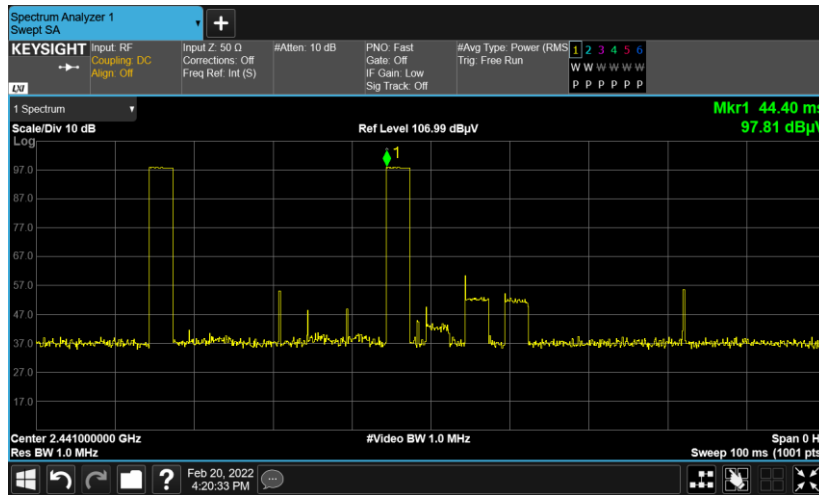 Spectrum Analyzer 1
Swept SA
KEYSIGHT
LXI
Input: RF
Coupling: DC
Align: Off
Input Z: 50 Ω
Corrections: Off
Freq Ref: Int (S)
#Atten: 10 dB
PNO: Fast
Gate: Off
IF Gain: Low
Sig Track: Off
#Avg Type: Power (RMS
Trig: Free Run
1 2 3 4 5 6
W W W W W W
P P P P P P
1 Spectrum
Scale/Div 10 dB
Ref Level 106.99 dBµV
Mkr1 44.40 ms
97.81 dBµV
Log
1
97.0
87.0
77.0
67.0
57.0
47.0
37.0
27.0
17.0
Center 2.441000000 GHz
#Video BW 1.0 MHz
Span 0 H
Res BW 1.0 MHz
Sweep 100 ms (1001 pts
?
Feb 20, 2022
4:20:33 PM